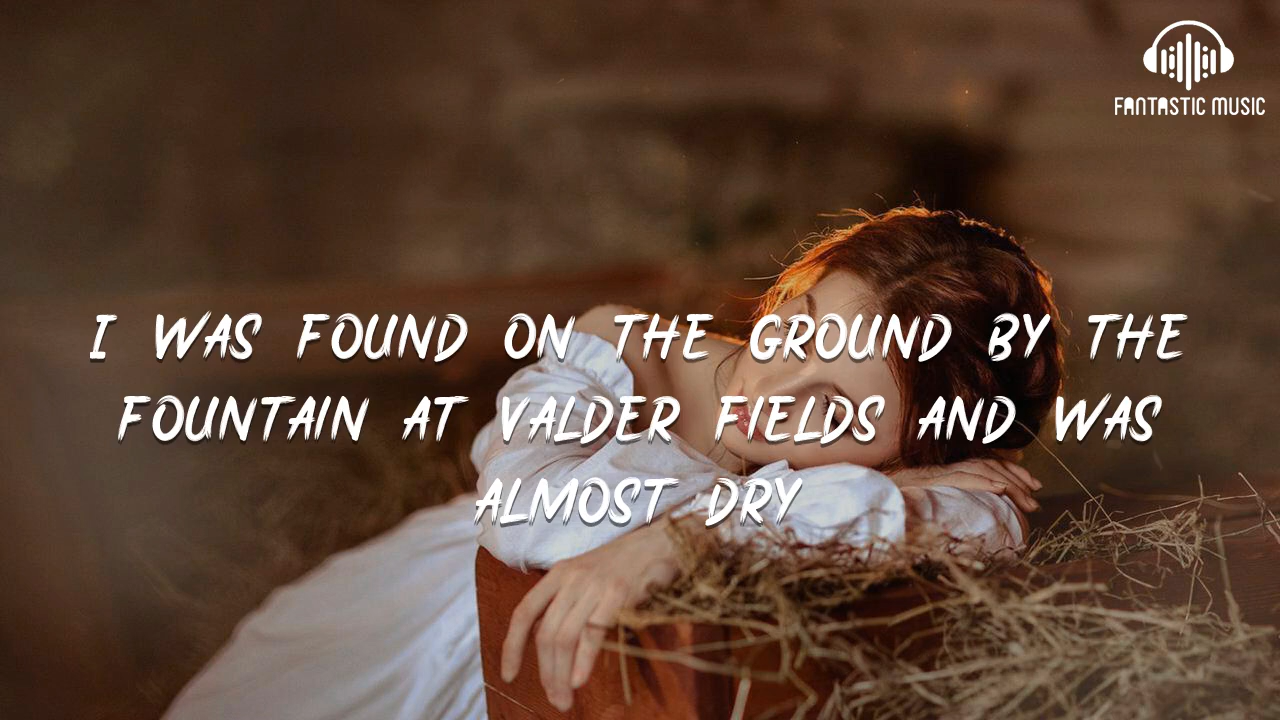 FANTASTIC MUSIC
I WAS FOUND ON THE GROUND BY THE
FOUNTAIN AT VALDER FIELDS AND WAS
ALMOST DRY